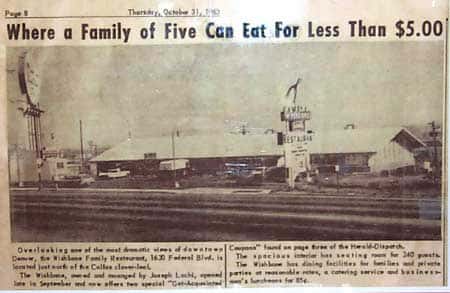 Page 8
Thursday, October 31,
Where a Family of Five Can Eat For Less Than $5.00
FAMILY
RESTAURANT
Overlooking one of the most dramatic views of downtown
Denver, the Wishbone Family Restaurant, 1630 Federal Blvd. is
located just north of the Colfax clover-leaf.
The Wishbone, owned and managed by Joseph Lachi, opened
late in September and now offers two special "Get-Acquainted
Coupons" found on page three of the Herald-Dispatch.
The spacious interior has seating room for 240 guests.
The Wishbone has dining facilities for families and private
parties at reasonable rates, a catering service and business-
men's luncheons for 85¢.